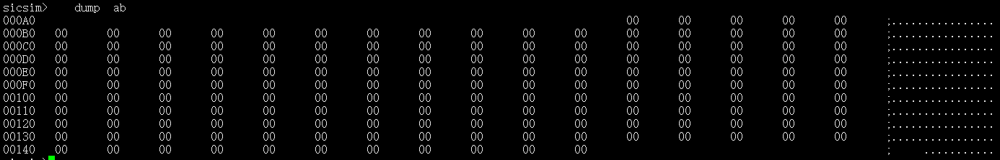 sicsim>    dump  ab
000A0 00 00 00 00 00 ;................
000B0 00 00 00 00 00 00 00 00 00 00 00 00 00 00 00 00 ;................
000C0 00 00 00 00 00 00 00 00 00 00 00 00 00 00 00 00 ;................
000D0 00 00 00 00 00 00 00 00 00 00 00 00 00 00 00 00 ;................
000E0 00 00 00 00 00 00 00 00 00 00 00 00 00 00 00 00 ;................
000F0 00 00 00 00 00 00 00 00 00 00 00 00 00 00 00 00 ;................
00100 00 00 00 00 00 00 00 00 00 00 00 00 00 00 00 00 ;................
00110 00 00 00 00 00 00 00 00 00 00 00 00 00 00 00 00 ;................
00120 00 00 00 00 00 00 00 00 00 00 00 00 00 00 00 00 ;................
00130 00 00 00 00 00 00 00 00 00 00 00 00 00 00 00 00 ;................
00140 00 00 00 00 00 00 00 00 00 00 00 ;     ...........